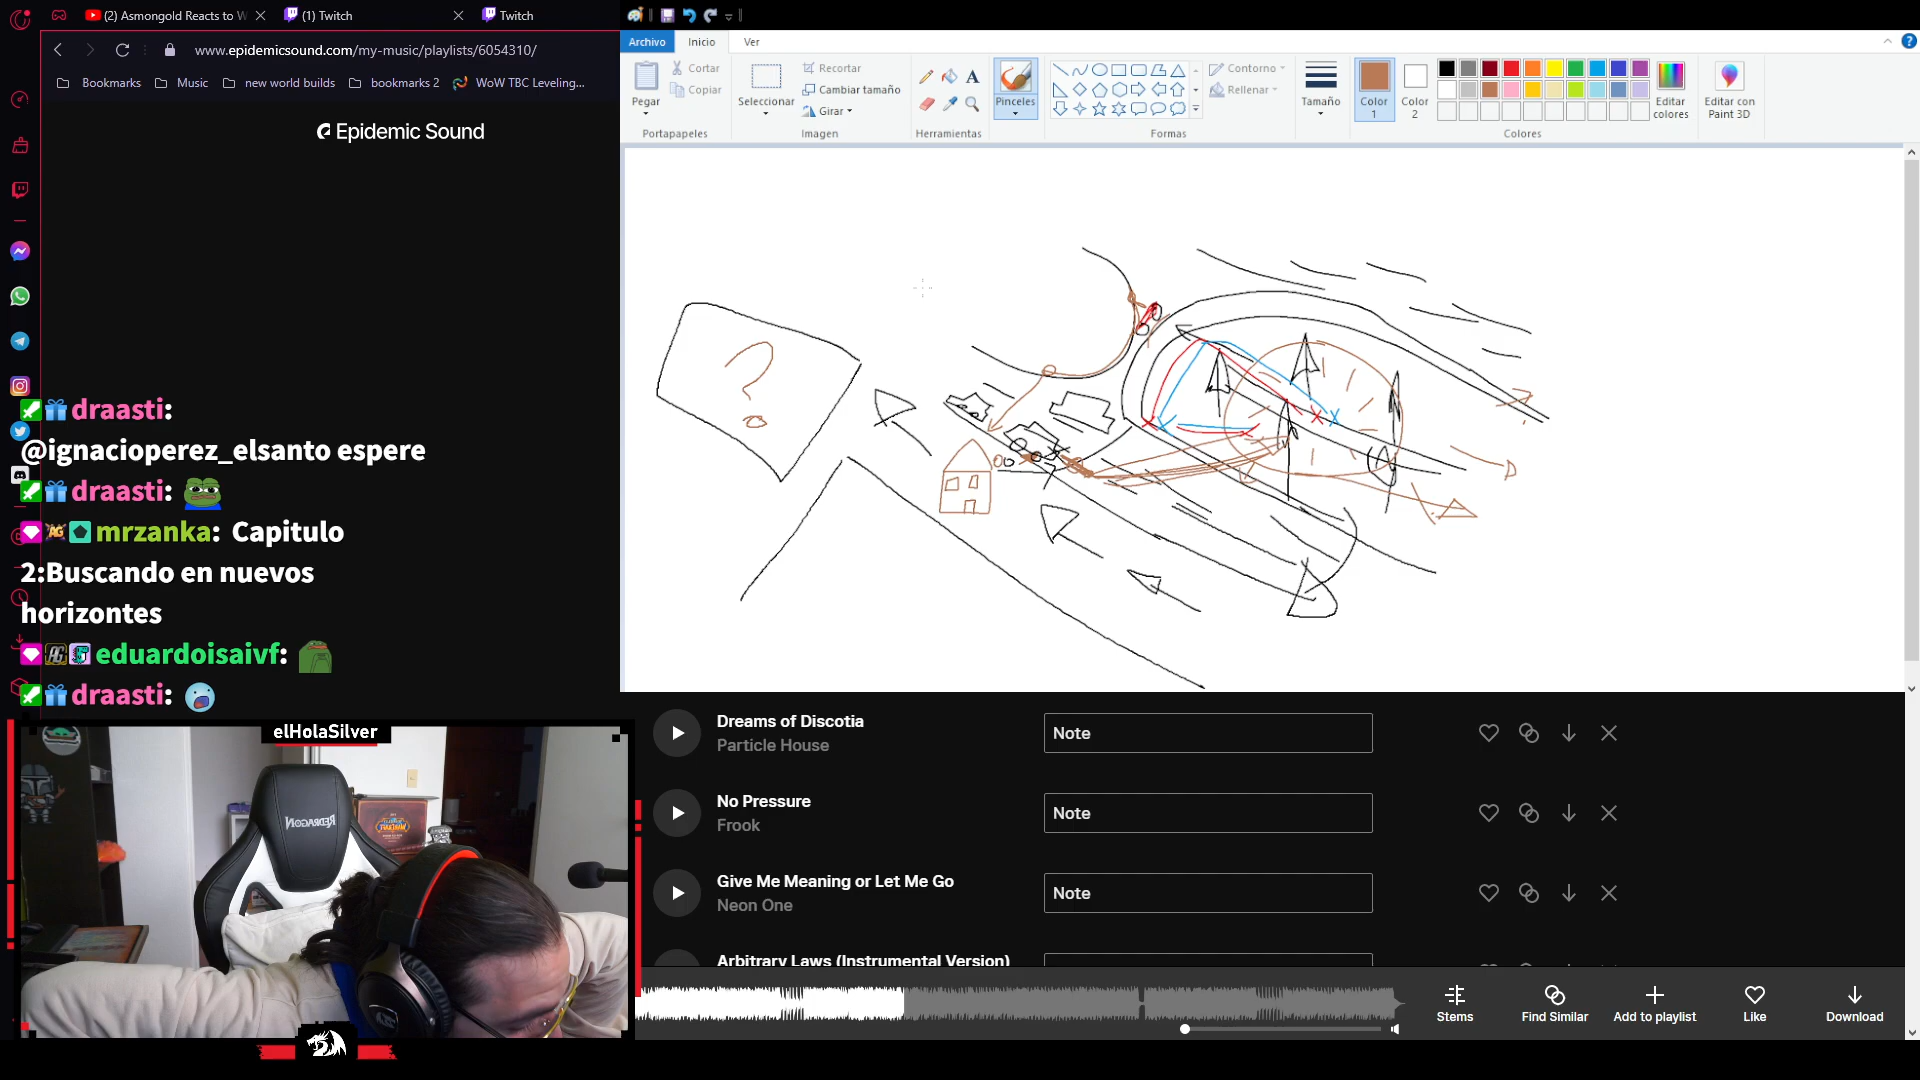 (2) Asmongold Reacts to W
(1) Twitch
Twitch
www.epidemicsound.com/my-music/playlists/6054310/
Bookmarks
Music
new world builds
bookmarks 2
WoW TBC Leveling...
Epidemic Sound
Archivo
Inicio
Ver
Pegar
Cortar
Copiar
Portapapeles
Seleccionar
Recortar
Cambiar tamaño
Girar
Imagen
Herramientas
Pinceles
Contorno
Rellenar
Formas
Tamaño
Color
1
Color
2
Editar
colores
Editar con
Paint 3D
Colores
?
draasti:
@ignacioperez_elsanto espere
draasti:
mrzanka: Capitulo
2:Buscando en nuevos
horizontes
eduardoisaivf:
draasti:
elHolaSilver
REDRAGON
Dreams of Discotia
Particle House
Note
No Pressure
Frook
Note
Give Me Meaning or Let Me Go
Neon One
Note
Arbitrary Laws (Instrumental Version)
Stems
Find Similar
Add to playlist
Like
Download